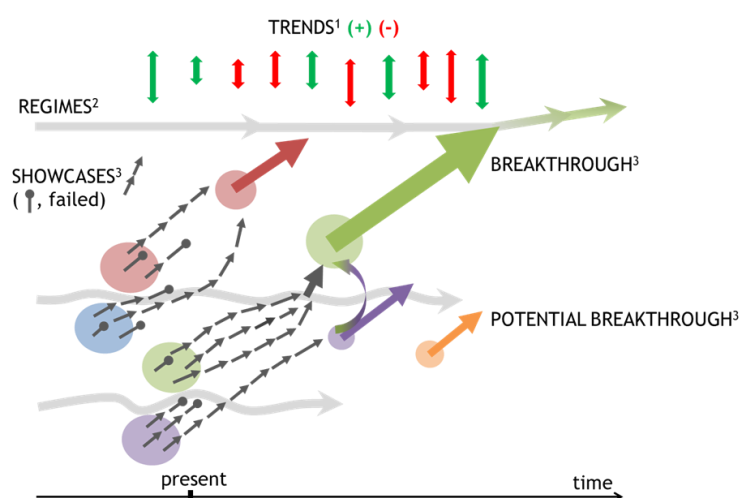 TRENDS¹ (+) (-)
REGIMES²
SHOWCASES³
( , failed)
BREAKTHROUGH³
POTENTIAL BREAKTHROUGH³
present
time